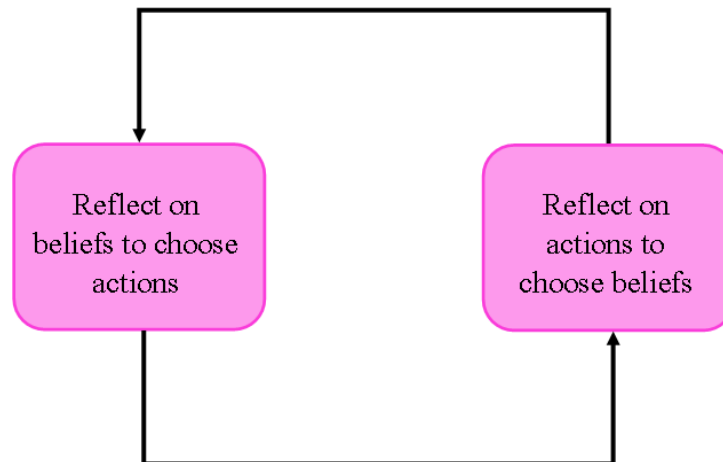 Reflect on
beliefs to choose
actions
Reflect on
actions to
choose beliefs